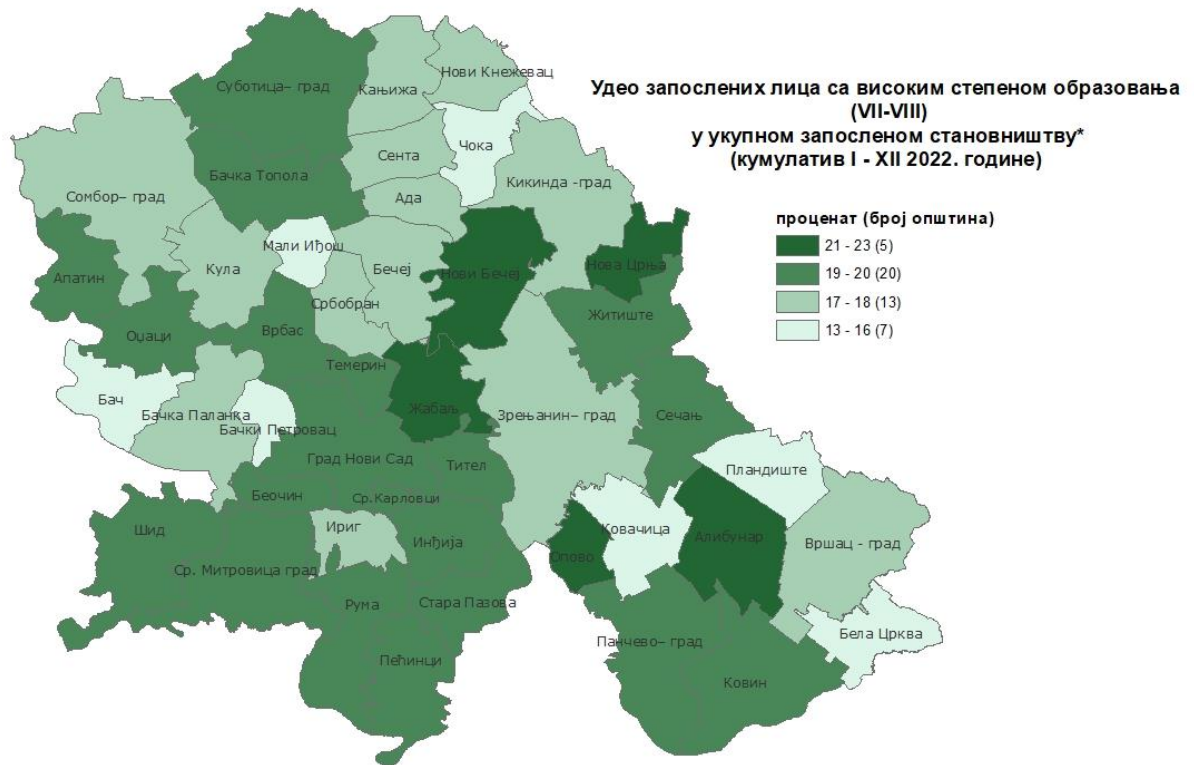 Удео запослених лица са високим степеном образовања
(VII-VIII)
у укупном запосленом становништву*
(кумулатив I - XII 2022. године)
проценат (број општина)
21 - 23 (5)
19 - 20 (20)
17 - 18 (13)
13 - 16 (7)
Суботица– град
Кањижа
Нови Кнежевац
Чока
Сента
Бачка Топола
Ада
Кикинда -град
Сомбор– град
Мали Иђош
Бечеј
Нови Бечеј
Нова Црња
Кула
Апатин
Србобран
Житиште
Оџаци
Врбас
Темерин
Бач
Бачка Паланка
Жабаљ
Зрењанин– град
Сечањ
Бачки Петровац
Град Нови Сад
Тител
Пландиште
Беочин
Ср.Карловци
Шид
Ириг
Инђија
Ковачица
Алибунар
Вршац - град
Опово
Ср. Митровица град
Рума
Стара Пазова
Панчево– град
Бела Црква
Пећинци
Ковин